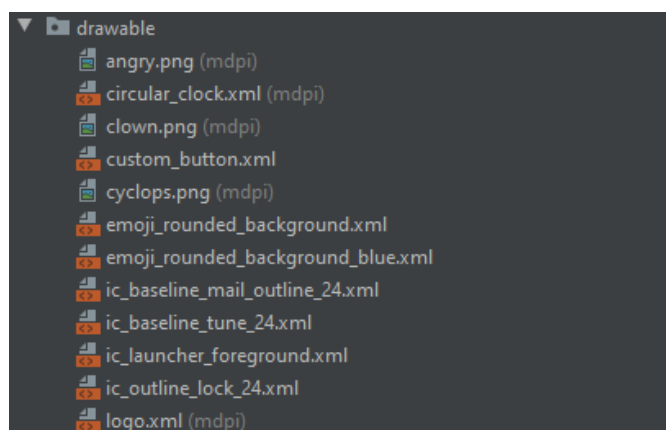 drawable
angry.png (mdpi)
circular_clock.xml (mdpi)
clown.png (mdpi)
custom_button.xml
cyclops.png (mdpi)
emoji_rounded_background.xml
emoji_rounded_background_blue.xml
ic_baseline_mail_outline_24.xml
ic_baseline_tune_24.xml
ic_launcher_foreground.xml
ic_outline_lock_24.xml
logo.xml (mdpi)